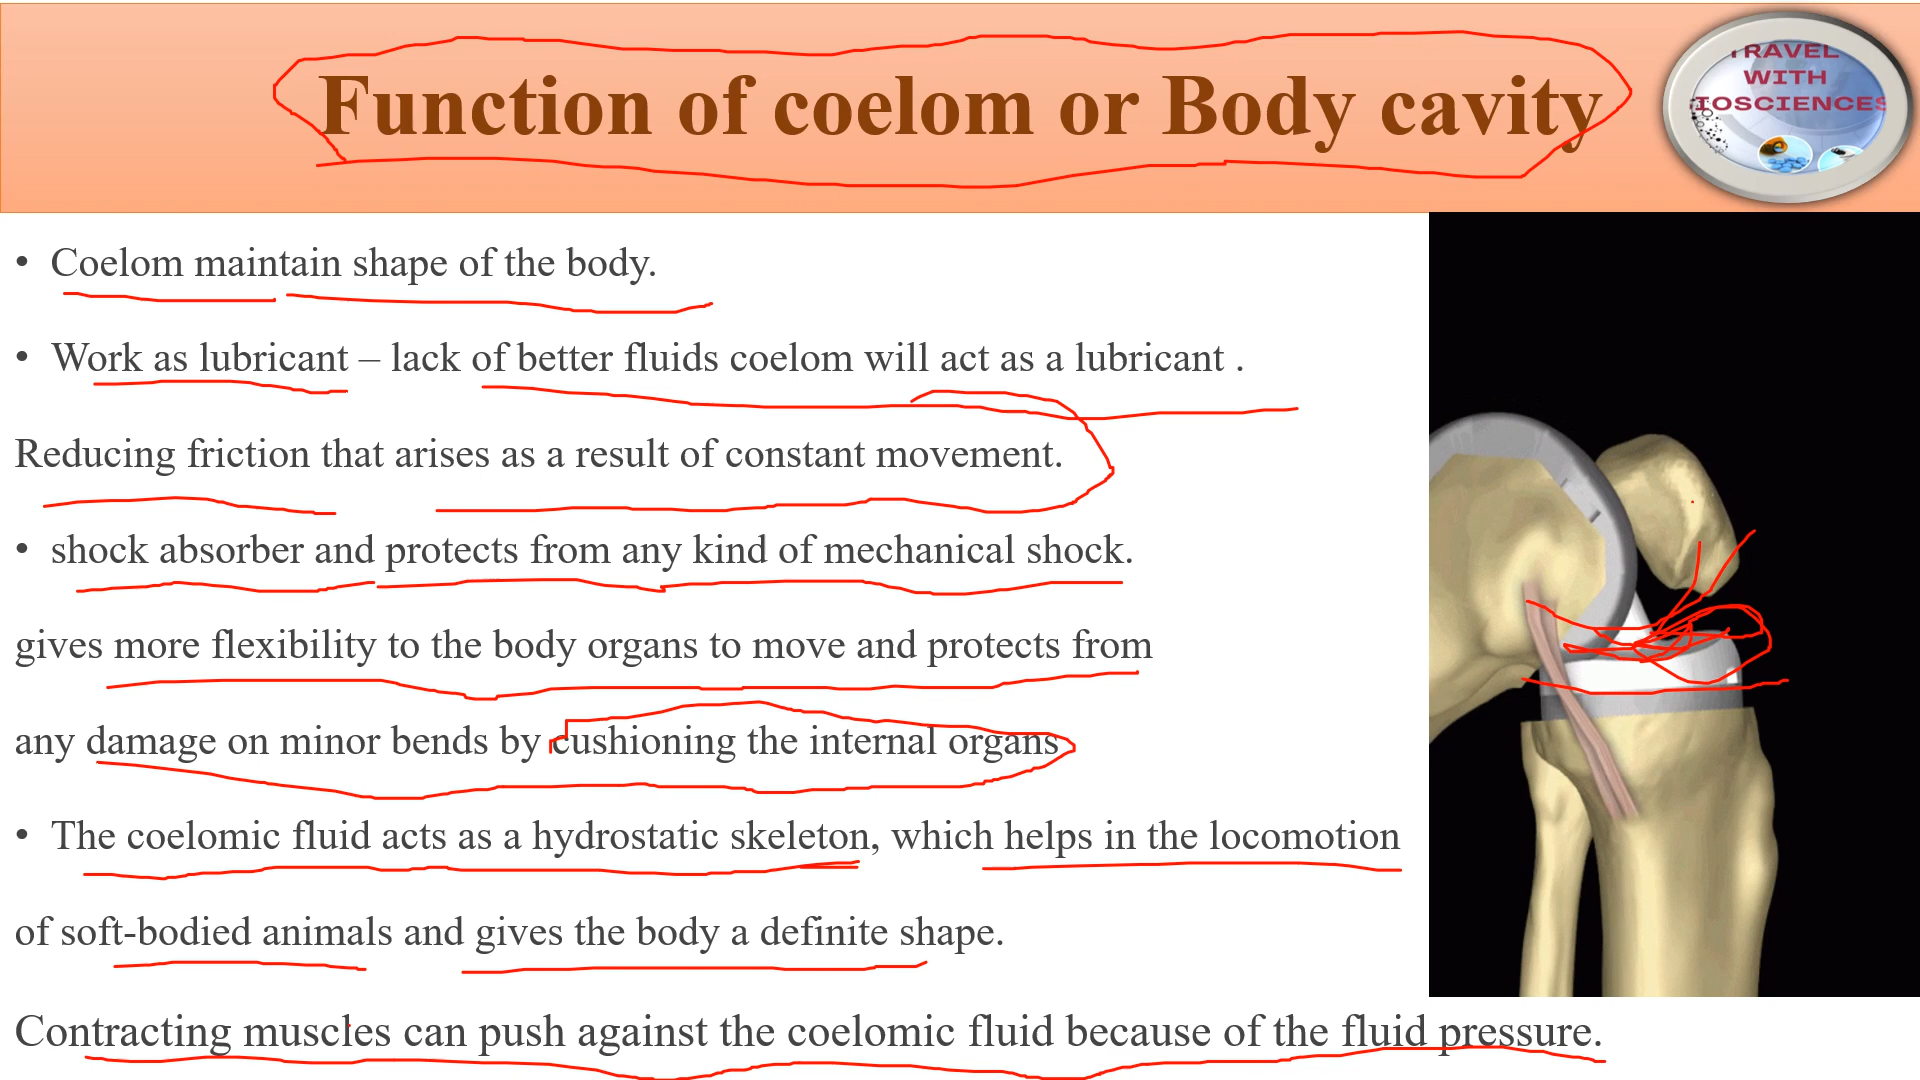 Function of coelom or Body cavity
TRAVEL
WITH
IOSCIENCES
• Coelom maintain shape of the body.
• Work as lubricant – lack of better fluids coelom will act as a lubricant .
Reducing friction that arises as a result of constant movement.
• shock absorber and protects from any kind of mechanical shock.
gives more flexibility to the body organs to move and protects from
any damage on minor bends by cushioning the internal organs
• The coelomic fluid acts as a hydrostatic skeleton, which helps in the locomotion
of soft-bodied animals and gives the body a definite shape.
Contracting muscles can push against the coelomic fluid because of the fluid pressure.